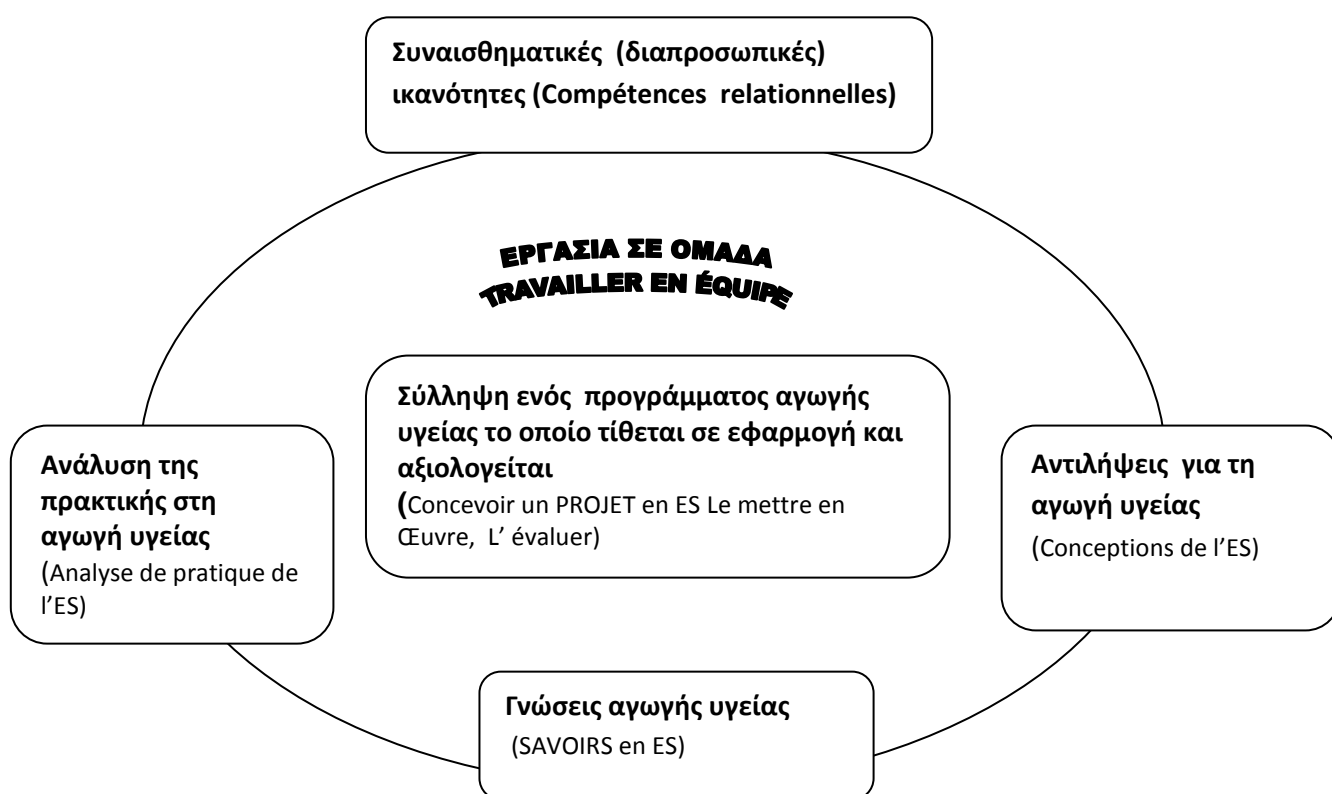 Συναισθηματικές (διαπροσωπικές)
ικανότητες (Compétences relationnelles)
ΕΡΓΑΣΙΑ ΣΕ ΟΜΑΔΑ
TRAVAILLER EN ÉQUIPE
Σύλληψη ενός προγράμματος αγωγής
υγείας το οποίο τίθεται σε εφαρμογή και
αξιολογείται
(Concevoir un PROJET en ES Le mettre en
Œuvre, L’ évaluer)
Ανάλυση της
πρακτικής στη
αγωγή υγείας
(Analyse de pratique de
l’ES)
Αντιλήψεις για τη
αγωγή υγείας
(Conceptions de l’ES)
Γνώσεις αγωγής υγείας
(SAVOIRS en ES)